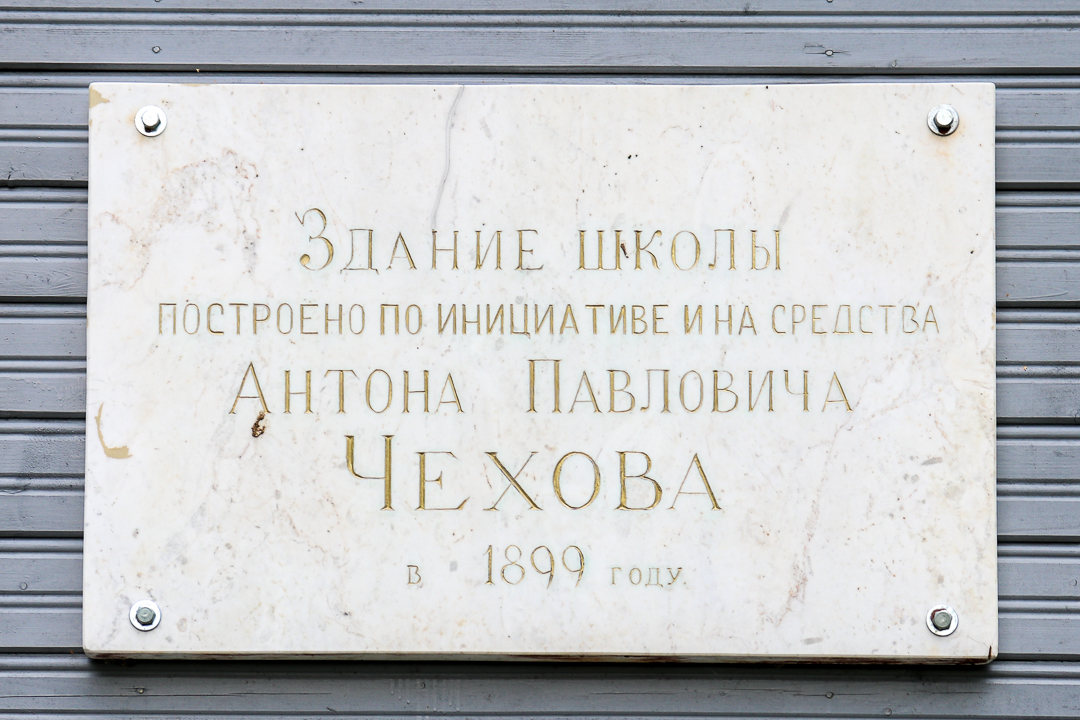 Здание школы
построено по инициативе и на средства
Антона Павловича
Чехова
в 1899 году.